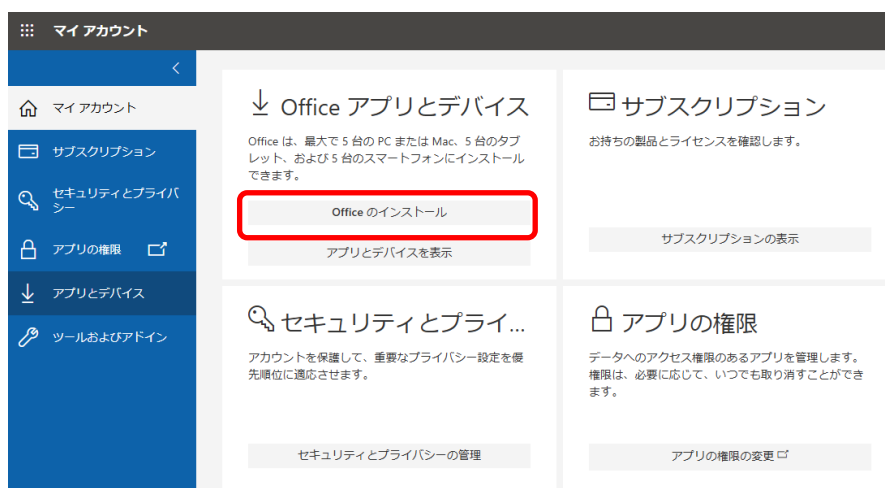 マイ アカウント
マイ アカウント
サブスクリプション
セキュリティとプライバ
シー
アプリの権限
アプリとデバイス
ツールおよびアドイン
Office アプリとデバイス
Office は、最大で 5 台の PC または Mac、5 台のタブ
レット、および 5 台のスマートフォンにインストール
できます。
Office のインストール
アプリとデバイスを表示
サブスクリプション
お持ちの製品とライセンスを確認します。
サブスクリプションの表示
セキュリティとプライ...
アカウントを保護して、重要なプライバシー設定を優
先順位に適応させます。
セキュリティとプライバシーの管理
アプリの権限
データへのアクセス権限のあるアプリを管理します。
権限は、必要に応じて、いつでも取り消すことができ
ます。
アプリの権限の変更